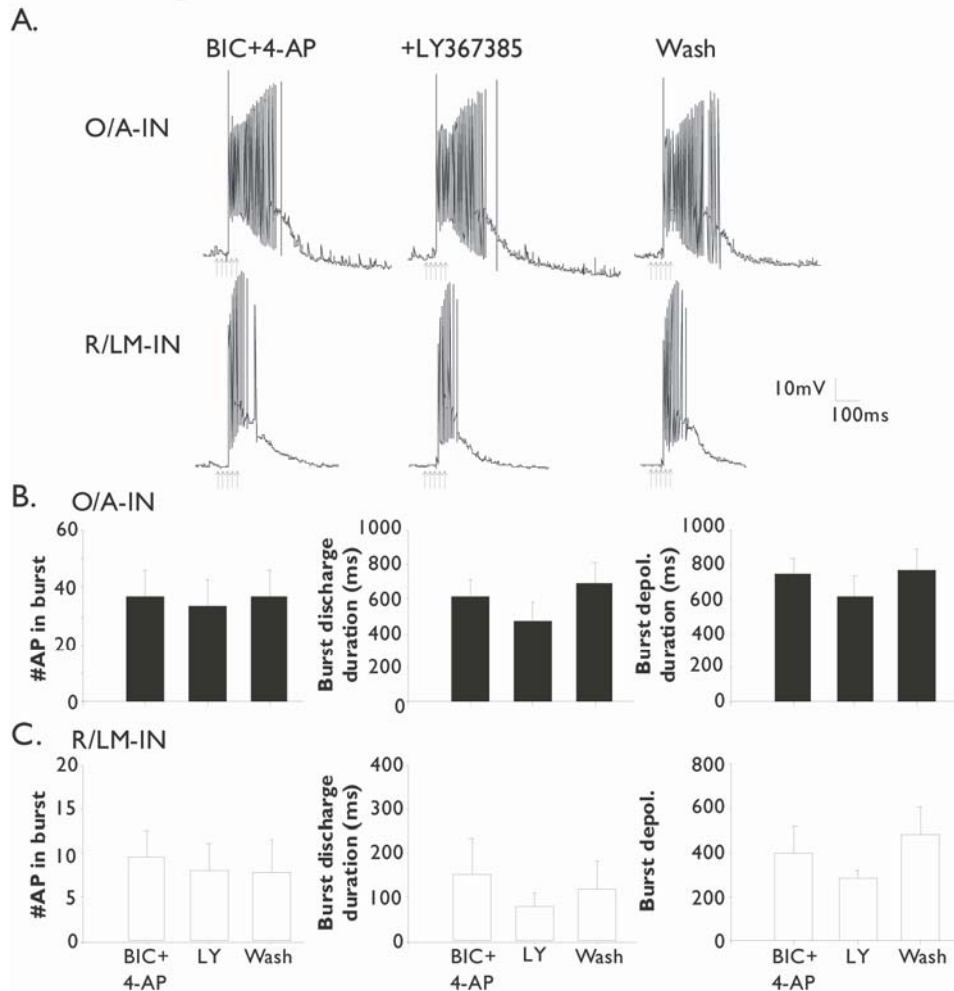 A.
BIC+4-AP +LY367385 Wash
O/A-IN
R/LM-IN
10mV
100ms
B. O/A-IN
#AP in burst
60
40
20
0
Burst discharge
duration (ms)
1000
800
600
400
200
0
Burst depol.
duration (ms)
1000
800
600
400
200
0
C. R/LM-IN
#AP in burst
20
15
10
5
0
BIC+
4-AP
LY
Wash
Burst discharge
duration (ms)
400
300
200
100
0
BIC+
4-AP
LY
Wash
Burst depol.
800
600
400
200
0
BIC+
4-AP
LY
Wash